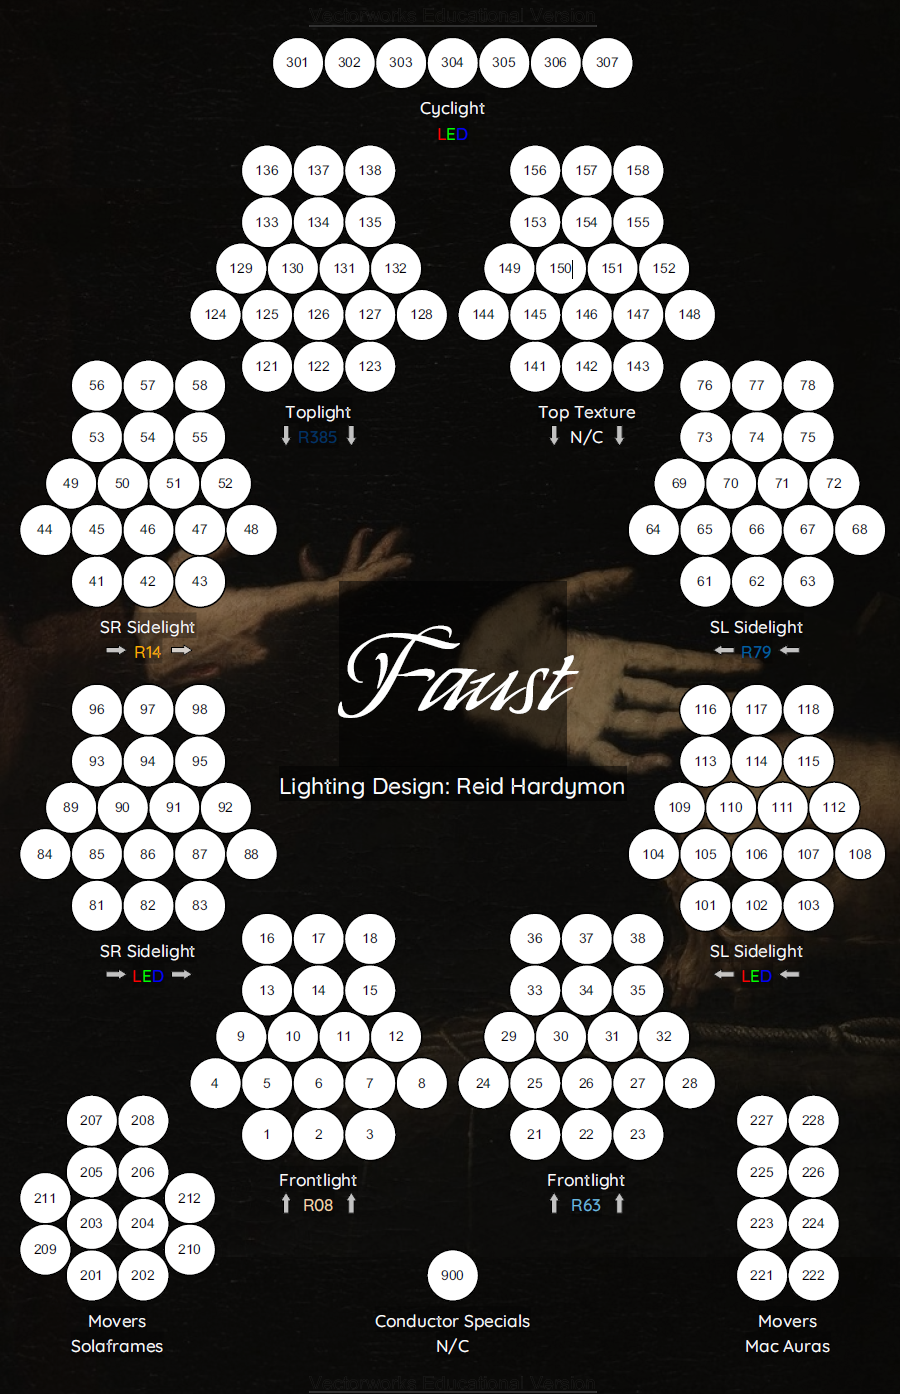 Vectorworks Educational Version
301 302 303 304 305 306 307
Cyclight
LED
136 137 138
133 134 135
129 130 131 132
124 125 126 127 128
121 122 123
Toplight
R385
156 157 158
153 154 155
149 150 151 152
144 145 146 147 148
141 142 143
Top Texture
N/C
56 57 58
53 54 55
49 50 51 52
44 45 46 47 48
41 42 43
SR Sidelight
R14
76 77 78
73 74 75
69 70 71 72
64 65 66 67 68
61 62 63
SL Sidelight
R79
Faust
Lighting Design: Reid Hardymon
96 97 98
93 94 95
89 90 91 92
84 85 86 87 88
81 82 83
SR Sidelight
LED
116 117 118
113 114 115
109 110 111 112
104 105 106 107 108
101 102 103
SL Sidelight
LED
16 17 18
13 14 15
9 10 11 12
4 5 6 7 8
1 2 3
Frontlight
R08
36 37 38
33 34 35
29 30 31 32
24 25 26 27 28
21 22 23
Frontlight
R63
207 208
205 206
211 212
203 204
209 210
201 202
Movers
Solaframes
900
Conductor Specials
N/C
227 228
225 226
223 224
221 222
Movers
Mac Auras
Vectorworks Educational Version